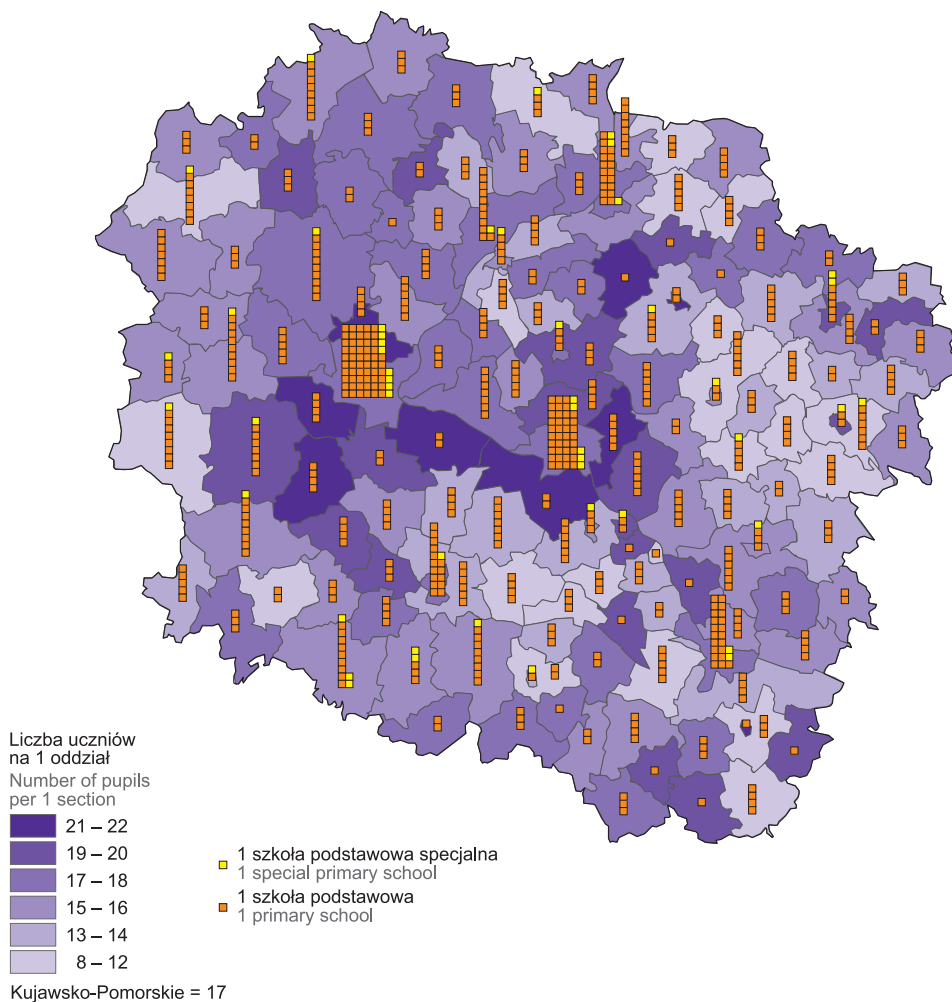 Liczba uczniów
na 1 oddział
Number of pupils
per 1 section
21 – 22
19 – 20
17 – 18
15 – 16
13 – 14
8 – 12
Kujawsko-Pomorskie = 17
1 szkoła podstawowa specjalna
1 special primary school
1 szkoła podstawowa
1 primary school